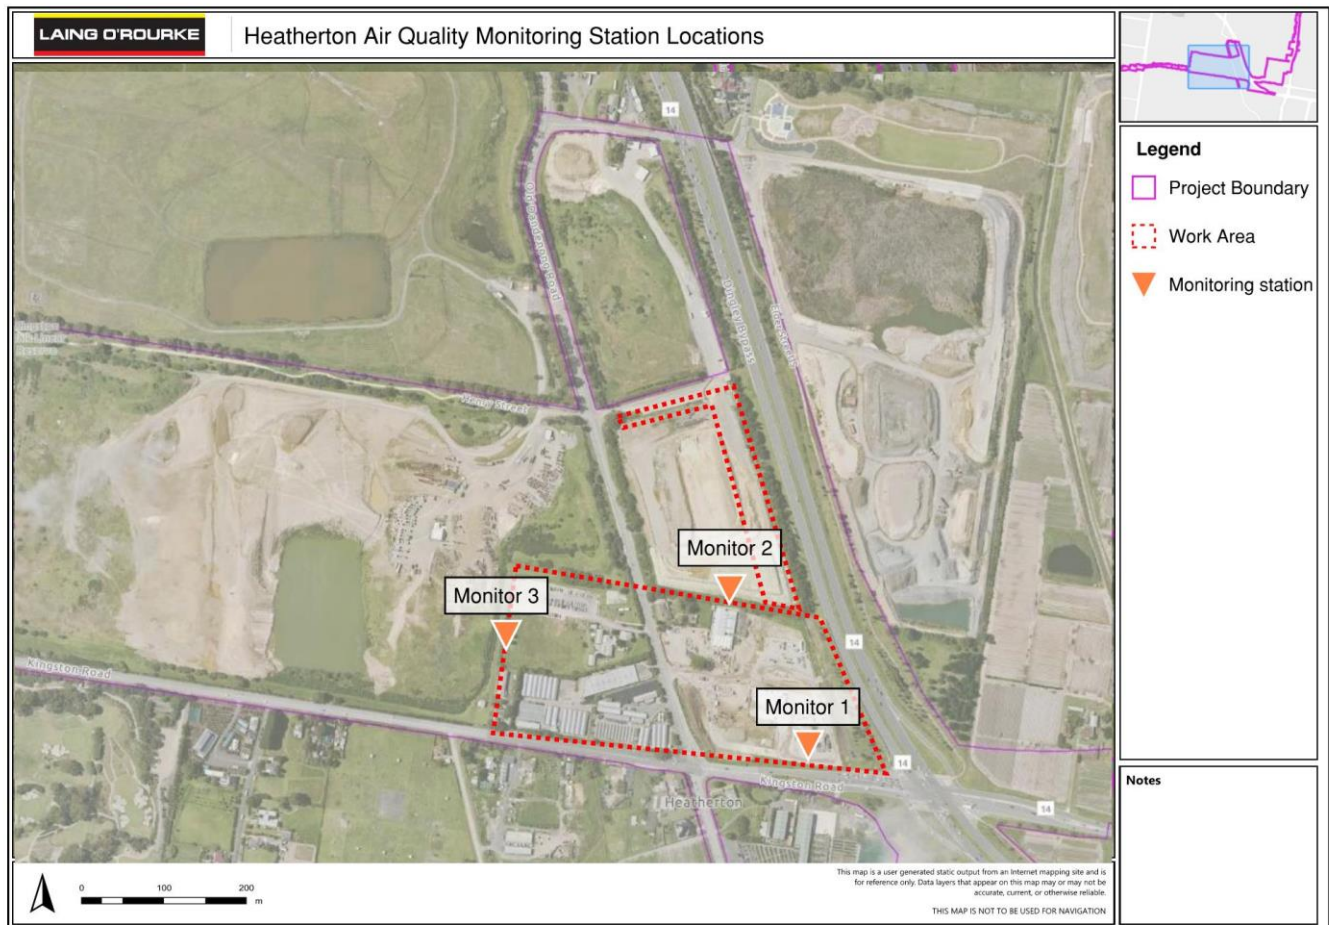 LAING O'ROURKE
Heatherton Air Quality Monitoring Station Locations
14
Old Dandenong Road
Dingley Bypass
Henry Street
Monitor 2
Monitor 3
14
Kingston Road
Monitor 1
14
Kingston Road
Heatherton
14
Legend
Project Boundary
Work Area
Monitoring station
Notes
0 100 200
m
This map is a user generated static output from an Internet mapping site and is
for reference only. Data layers that appear on this map may or may not be
accurate, current, or otherwise reliable.
THIS MAP IS NOT TO BE USED FOR NAVIGATION